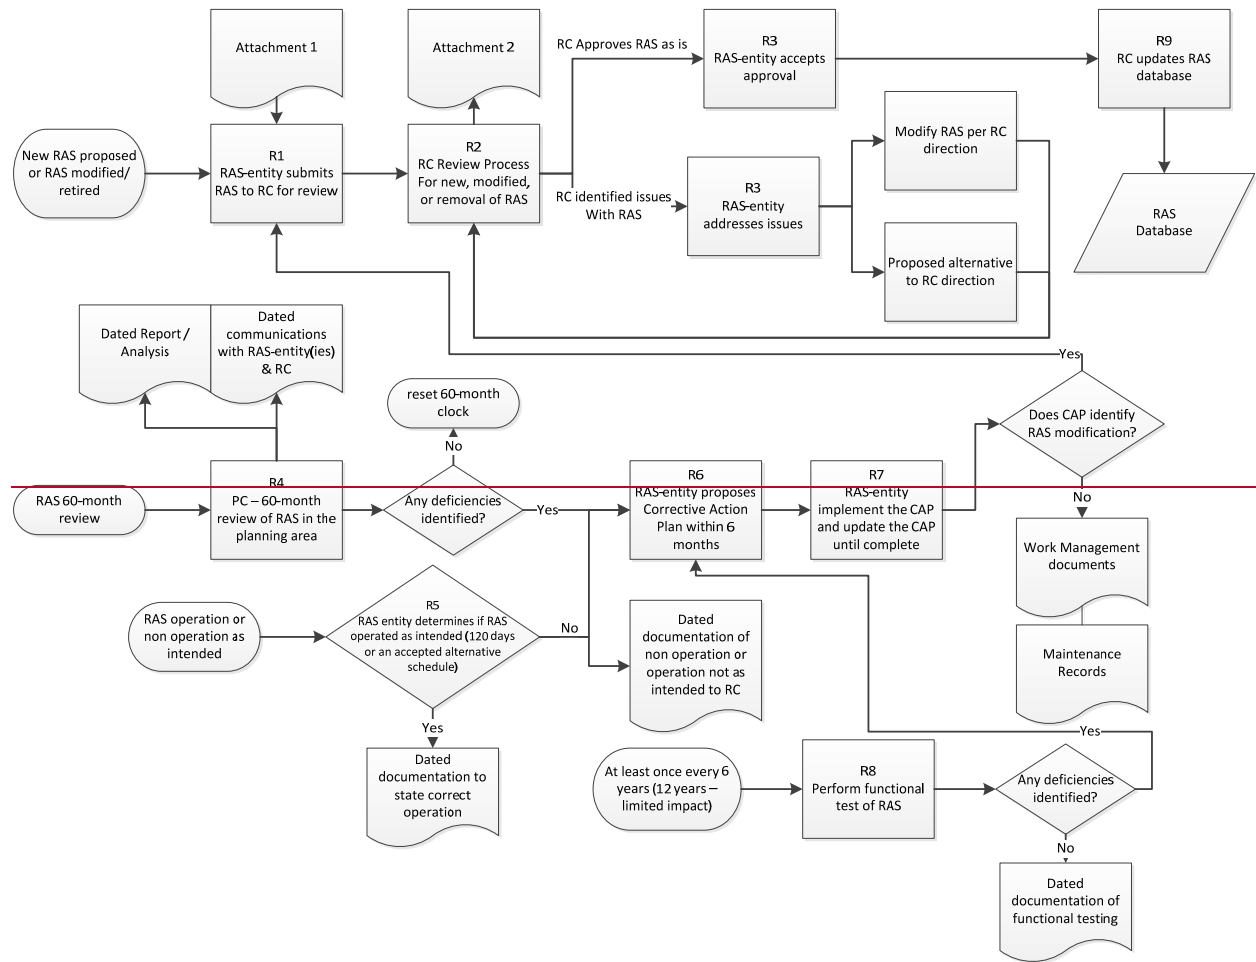 Attachment 1
Attachment 2
RC Approves RAS as is
R3
RAS-entity accepts
approval
R9
RC updates RAS
database
New RAS proposed
or RAS modified/
retired
R1
RAS-entity submits
RAS to RC for review
R2
RC Review Process
For new, modified,
or removal of RAS
RC identified issues
With RAS
R3
RAS-entity
addresses issues
Modify RAS per RC
direction
Proposed alternative
to RC direction
RAS
Database
Dated Report /
Analysis
Dated
communications
with RAS-entity(ies)
& RC
Yes
reset 60-month
clock
No
Does CAP identify
RAS modification?
RAS 60-month
review
R4
PC – 60-month
review of RAS in the
planning area
Any deficiencies
identified?
Yes
R6
RAS-entity proposes
Corrective Action
Plan within 6
months
R7
RAS-entity
implement the CAP
and update the CAP
until complete
No
Work Management
documents
Maintenance
Records
RAS operation or
non operation as
intended
R5
RAS entity determines if RAS
operated as intended (120 days
or an accepted alternative
schedule)
No
Dated
documentation of
non operation or
operation not as
intended to RC
Yes
Dated
documentation to
state correct
operation
At least once every 6
years (12 years –
limited impact)
R8
Perform functional
test of RAS
Any deficiencies
identified?
Yes
No
Dated
documentation of
functional testing